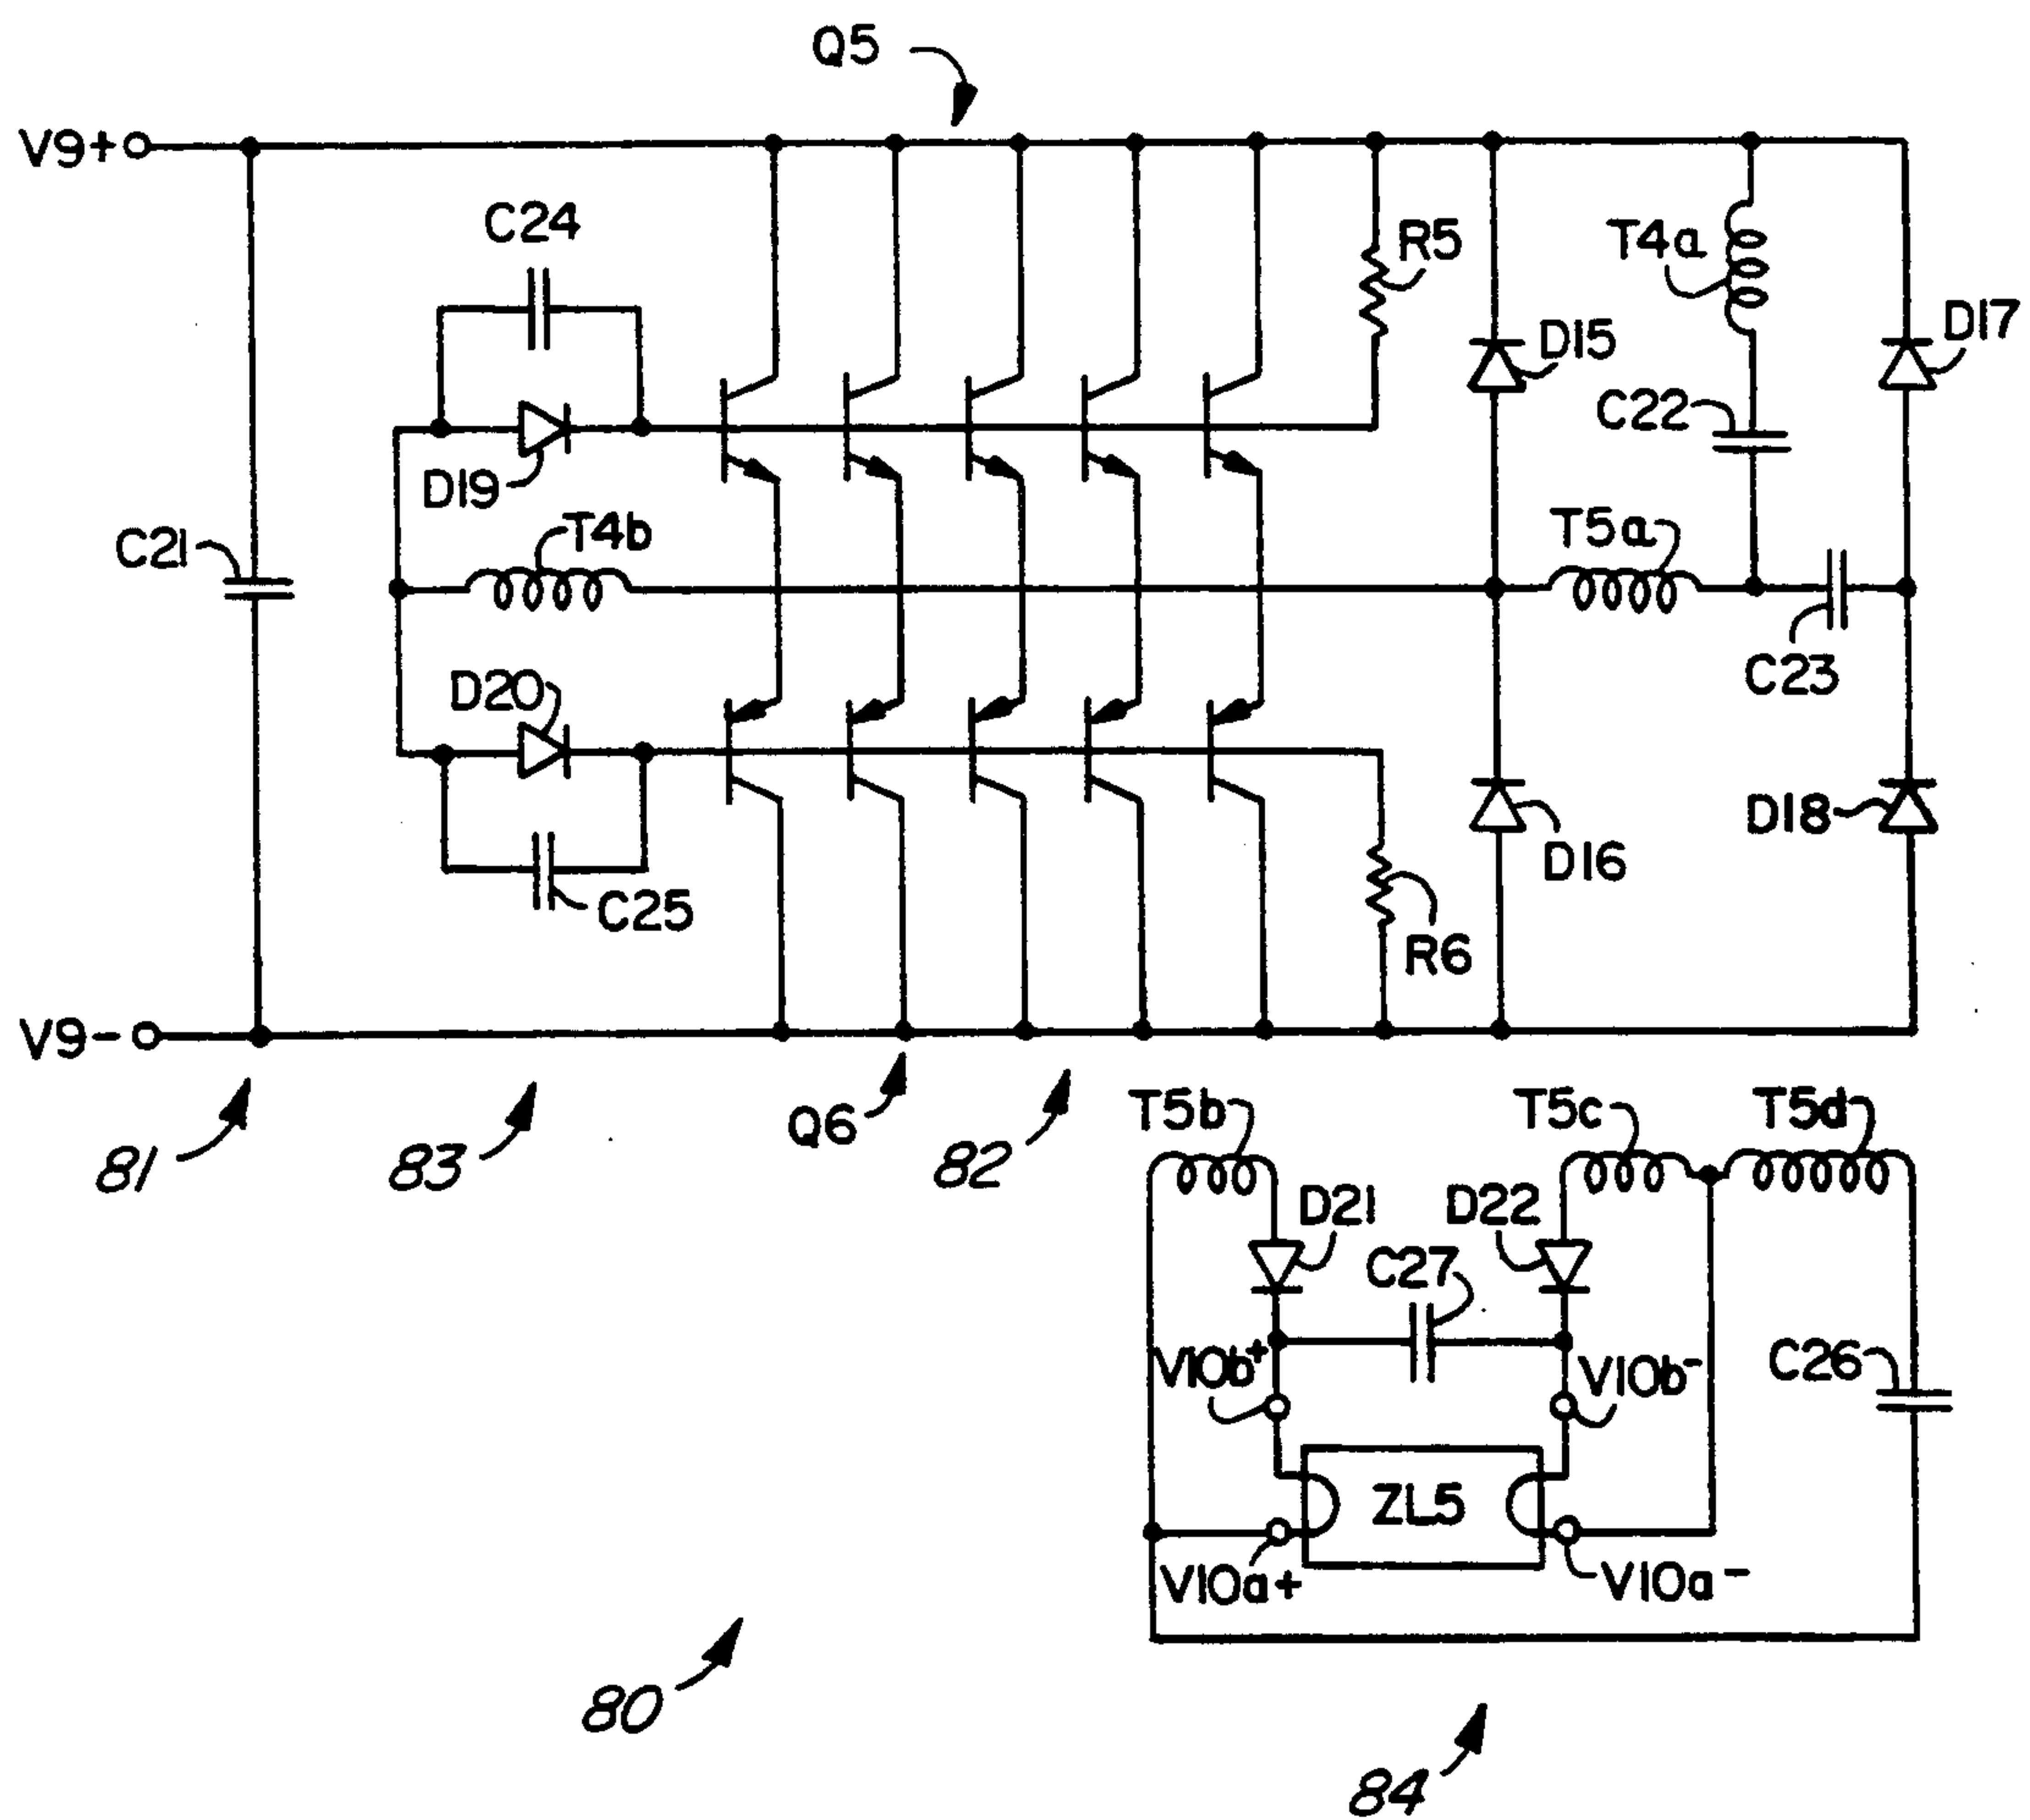 Q5
V9+
C24
R5
T4a
D15
D17
C22
D19
T4b
T5a
C21
C23
D20
D18
D16
C25
R6
V9-
Q6
T5b
T5c
T5d
81
83
82
D21
D22
C27
V10b+
V10b-
C26
ZL5
V10a+
V10a-
80
84